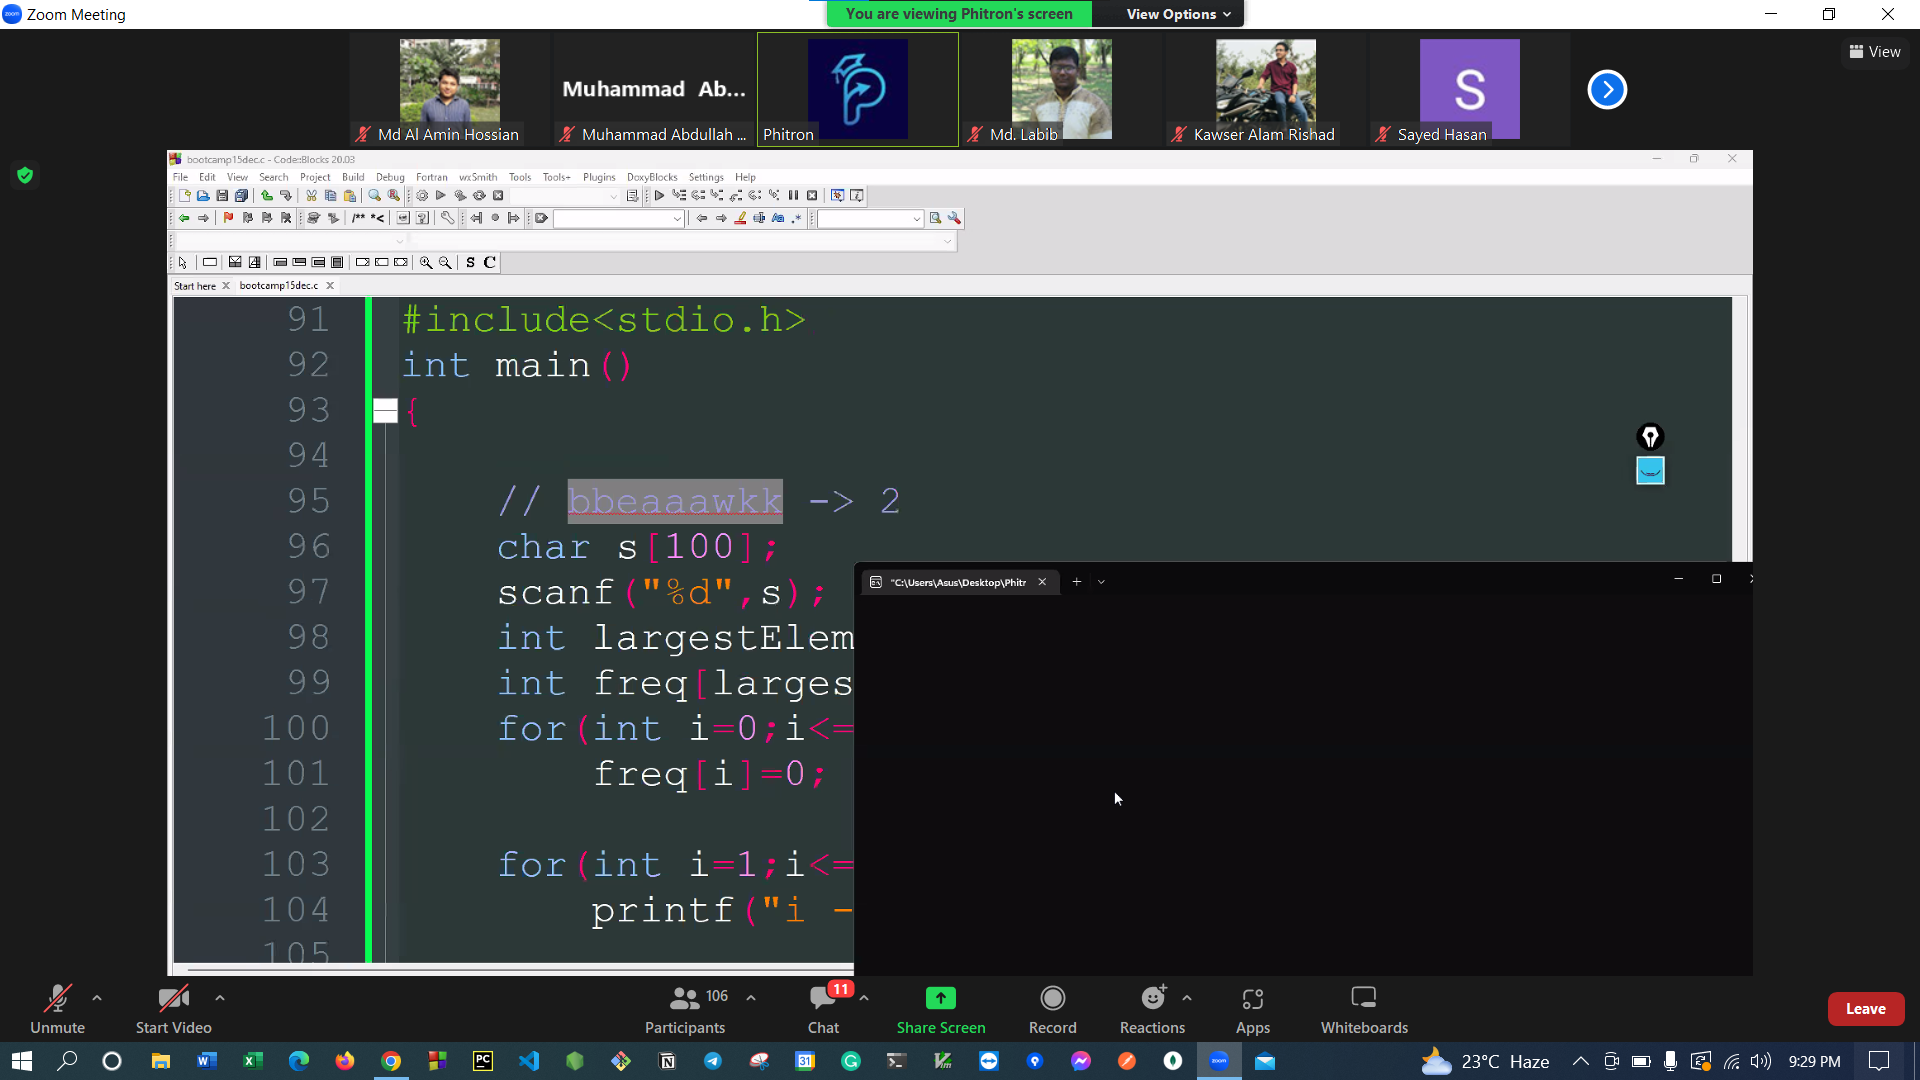 Zoom Meeting
You are viewing Phitron's screen
View Options
View
Muhammad Ab...
S
Md Al Amin Hossian
Muhammad Abdullah ...
Phitron
Md. Labib
Kawser Alam Rishad
Sayed Hasan
bootcamp15dec.c - Code::Blocks 20.03
File Edit View Search Project Build Debug Fortran wxSmith Tools Tools+ Plugins DoxyBlocks Settings Help
S C
Start here bootcamp15dec.c
91 #include<stdio.h>
92 int main()
93 {
94
95 // bbeaaawkk -> 2
96 char s[100];
97 scanf("%d",s);
98 int largestElem
99 int freq[larges
100 for(int i=0;i<=
101 freq[i]=0;
102
103 for(int i=1;i<=
104 printf("i -
105
"C:\Users\Asus\Desktop\Phitr
Unmute
Start Video
106
Participants
11
Chat
Share Screen
Record
Reactions
Apps
Whiteboards
Leave
23°C Haze
9:29 PM